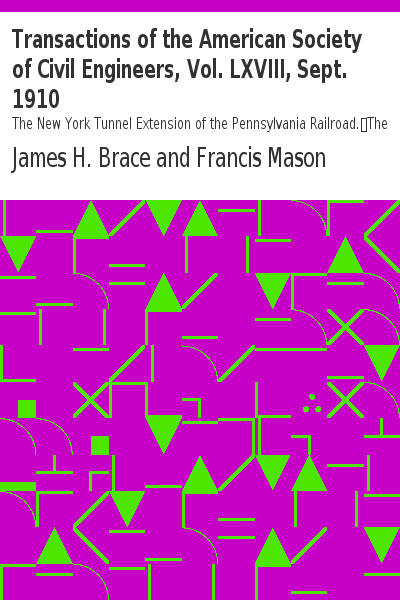 Transactions of the American Society
of Civil Engineers, Vol. LXVIII, Sept.
1910
The New York Tunnel Extension of the Pennsylvania Railroad.▯The
James H. Brace and Francis Mason